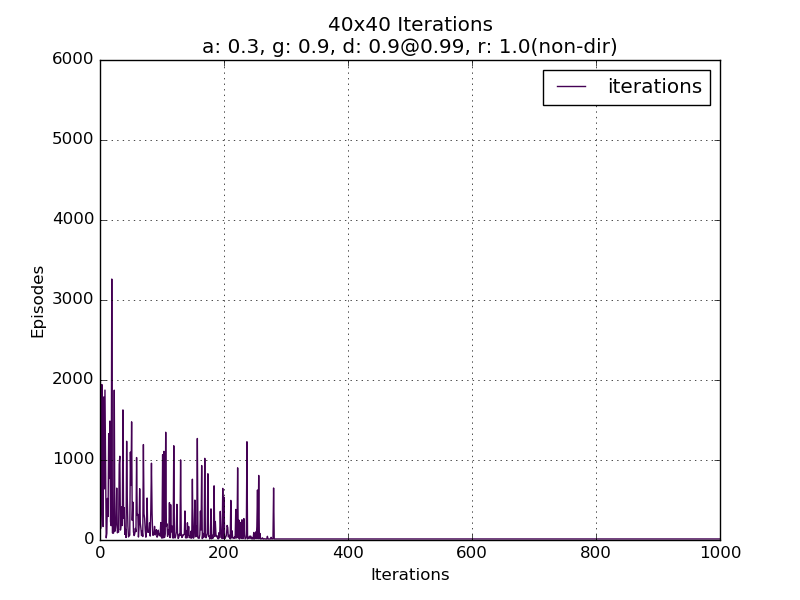 40x40 Iterations
a: 0.3, g: 0.9, d: 0.9@0.99, r: 1.0(non-dir)
iterations
6000
5000
4000
3000
2000
1000
0
Episodes
0 200 400 600 800 1000
Iterations